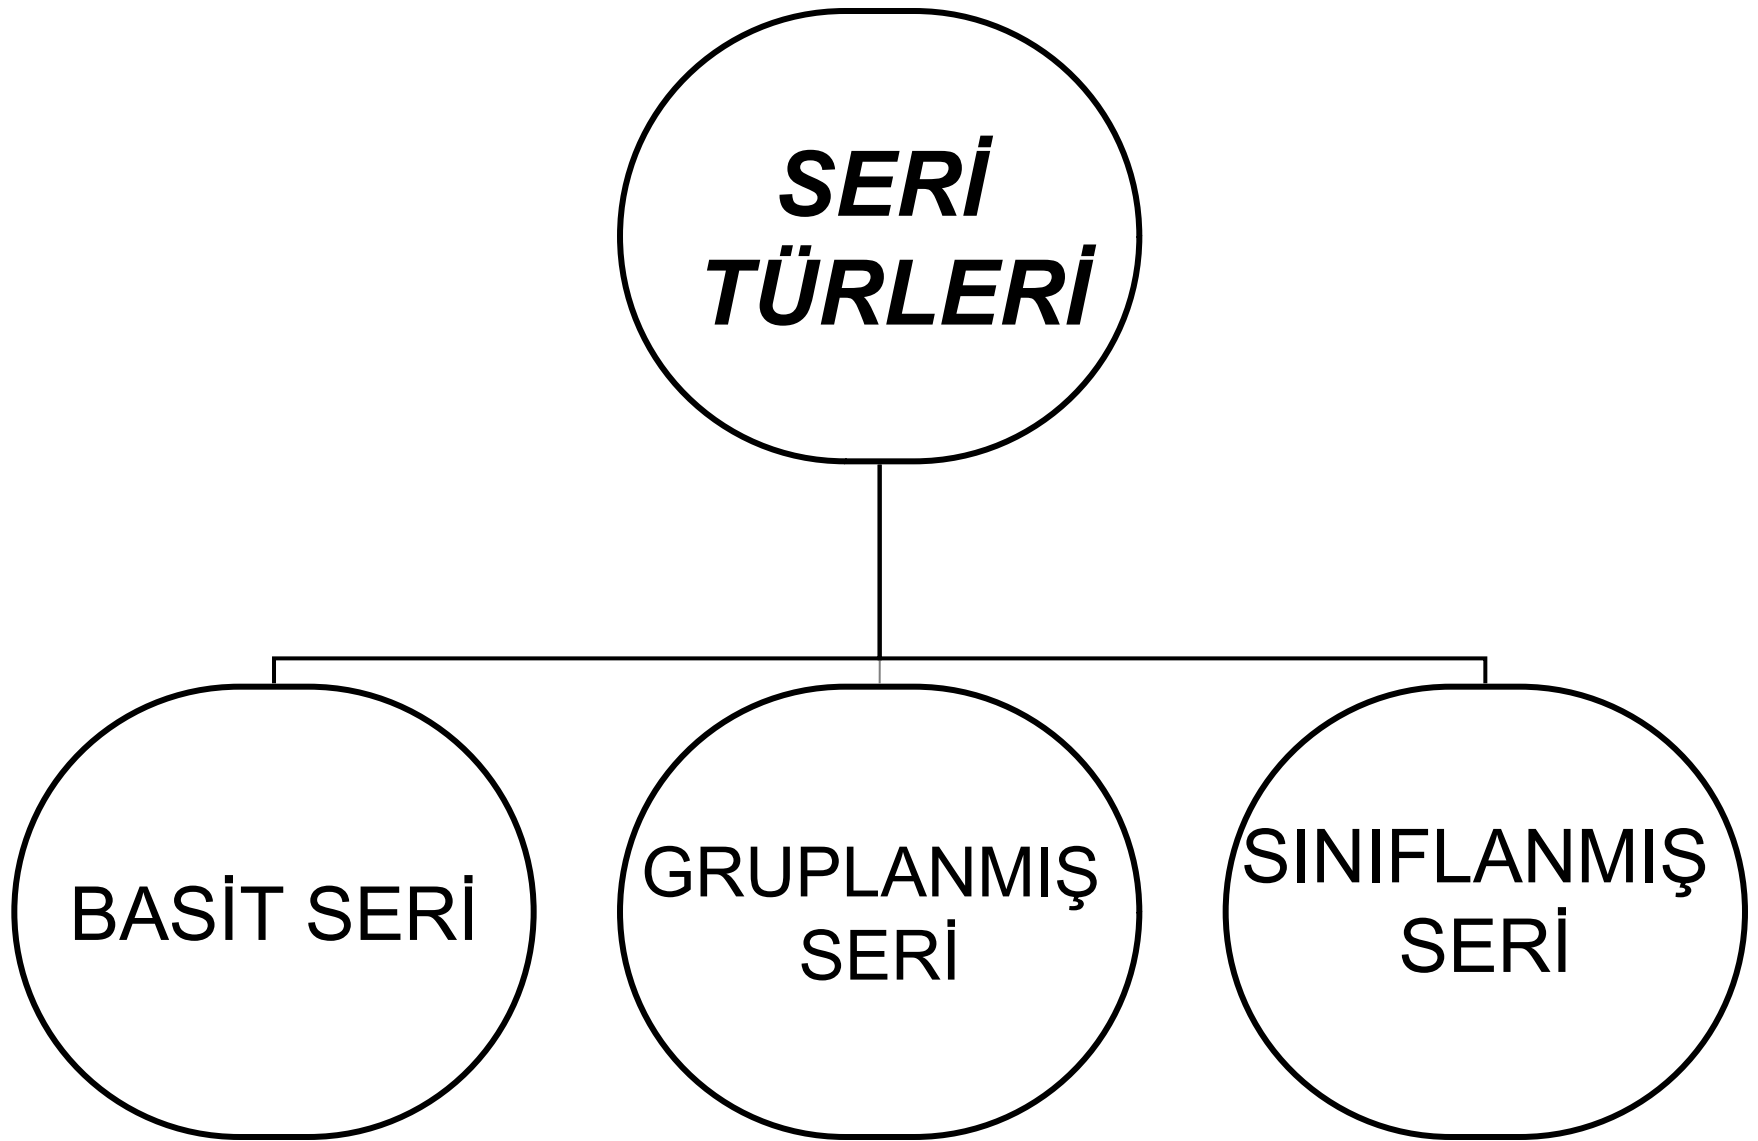 SERİ
TÜRLERİ
BASİT SERİ
GRUPLANMIŞ
SERİ
SINIFLANMIŞ
SERİ